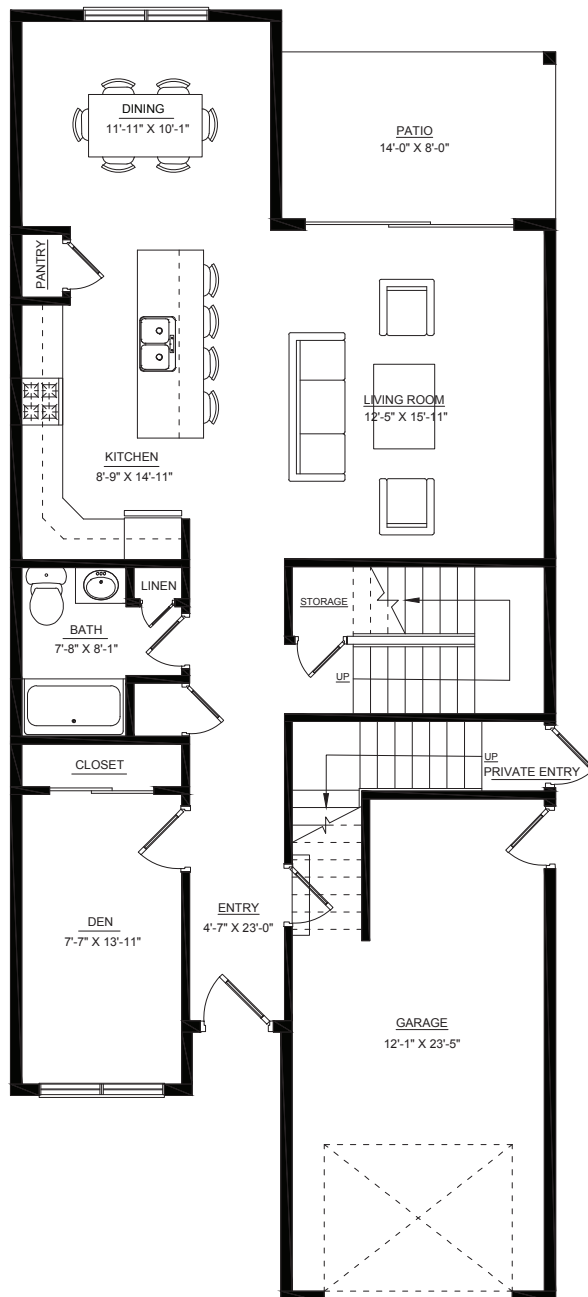 DINING
11'-11" X 10'-1"
PATIO
14'-0" X 8'-0"
PANTRY
LIVING ROOM
12'-5" X 15'-11"
KITCHEN
8'-9" X 14'-11"
LINEN
STORAGE
BATH
7'-8" X 8'-1"
UP
UP
CLOSET
PRIVATE ENTRY
ENTRY
4'-7" X 23'-0"
DEN
7'-7" X 13'-11"
GARAGE
12'-1" X 23'-5"